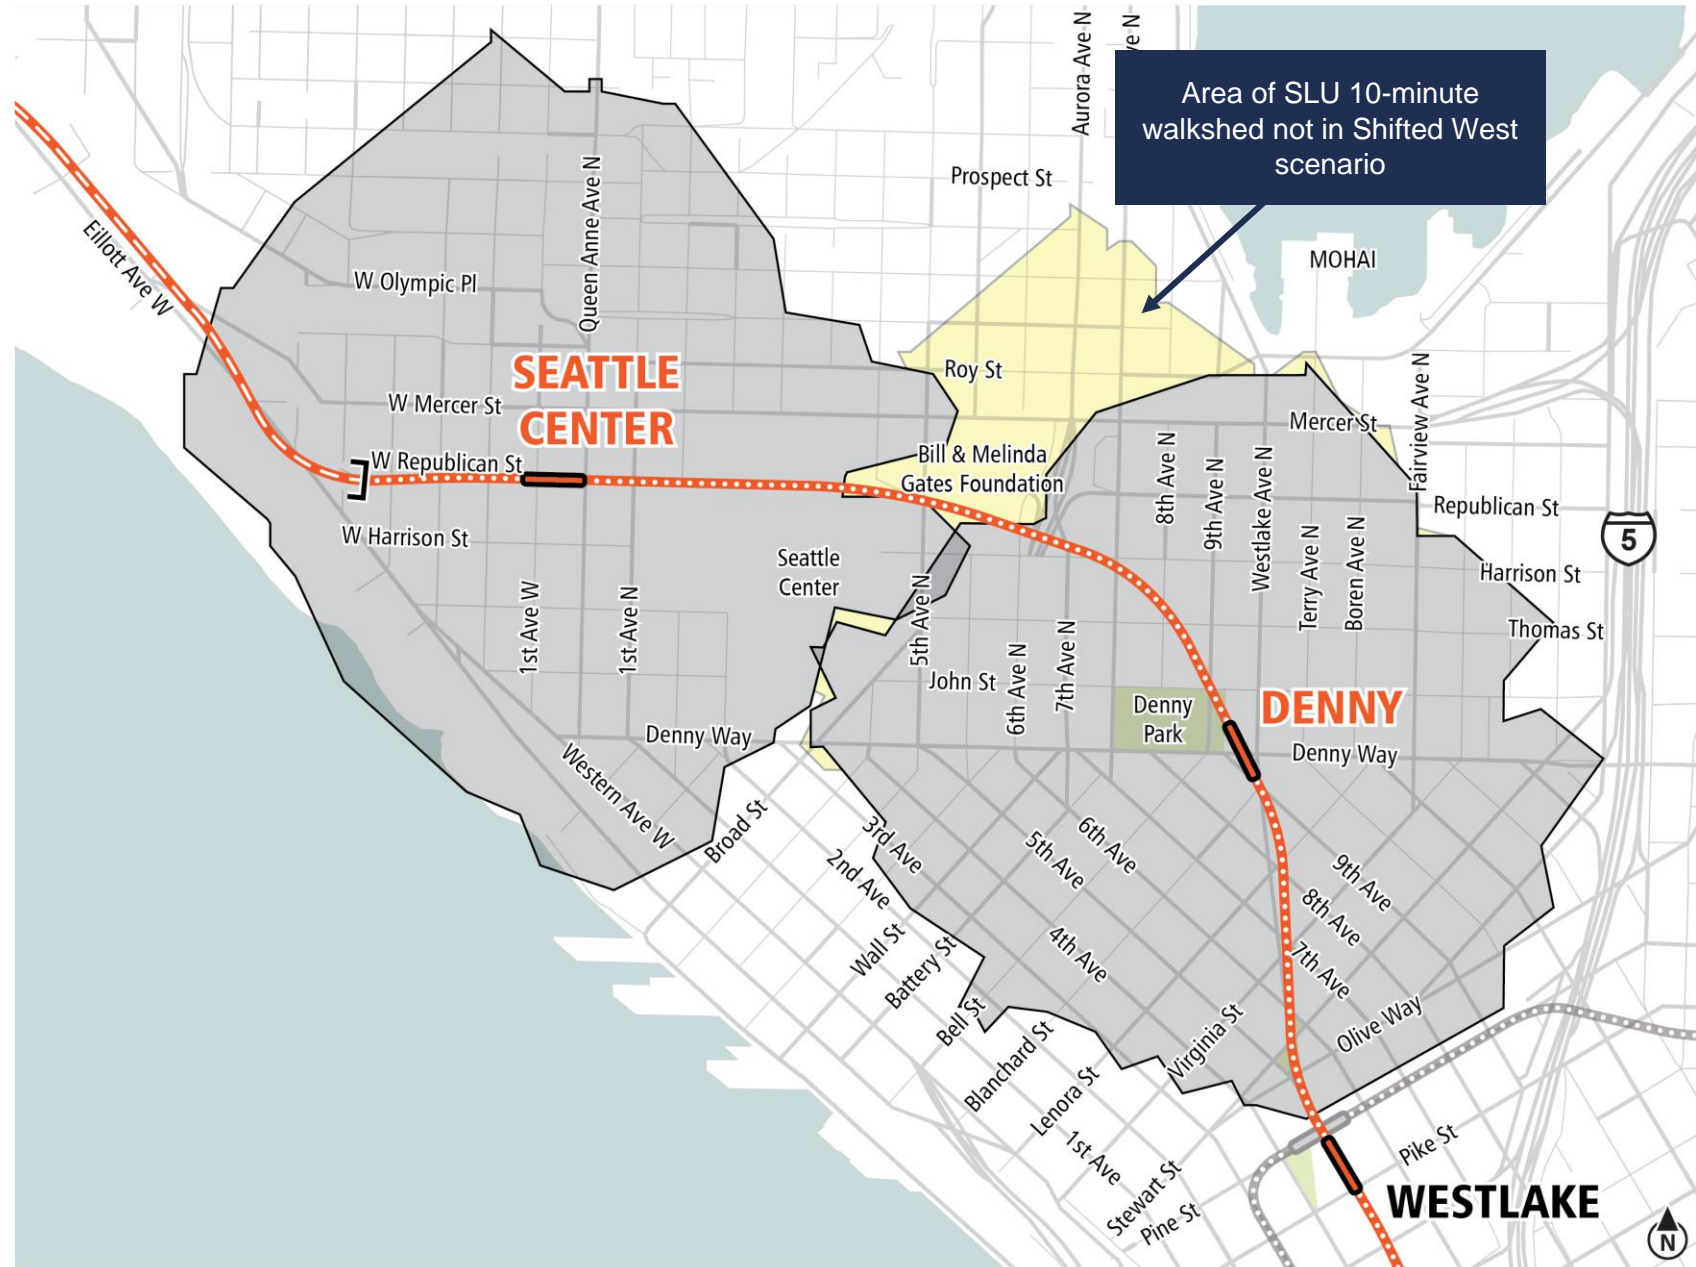 Aurora Ave N
ve N
Area of SLU 10-minute
walkshed not in Shifted West
scenario
Prospect St
Queen Anne Ave N
Eillott Ave W
W Olympic Pl
MOHAI
SEATTLE
CENTER
Roy St
Fairview Ave N
W Mercer St
Mercer St
W Republican St
Bill & Melinda
Gates Foundation
8th Ave N
9th Ave N
Westlake Ave N
Republican St
5
W Harrison St
Seattle
Center
Terry Ave N
Boren Ave N
Harrison St
1st Ave W
1st Ave N
5th Ave N
Thomas St
John St
6th Ave N
7th Ave N
Denny
Park
DENNY
Denny Way
Denny Way
Western Ave W
Broad St
3rd Ave
2nd Ave
6th Ave
5th Ave
9th Ave
8th Ave
7th Ave
4th Ave
Wall St
Battery St
Bell St
Blanchard St
Virginia St
Olive Way
Lenora St
1st Ave
Stewart St
Pine St
Pike St
WESTLAKE
N